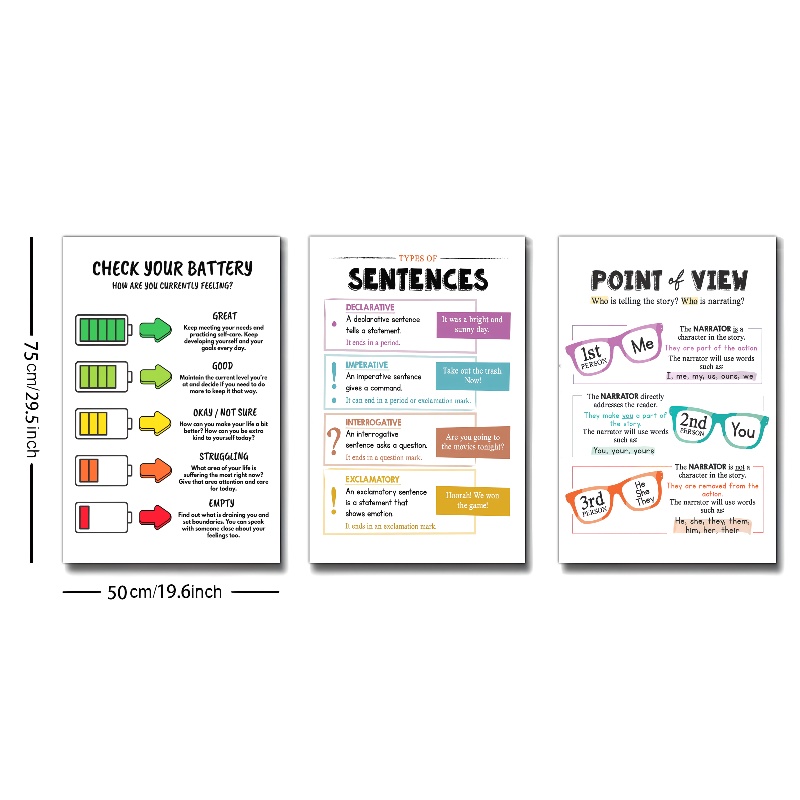 75cm/29.5inch
50cm/19.6inch
CHECK YOUR BATTERY
HOW ARE YOU CURRENTLY FEELING?
GREAT
Keep meeting your needs and
practicing self-care. Keep
developing yourself and your
goals every day.
GOOD
Maintain the current level you're
at and decide if you need to do
more to keep it that way.
OKAY / NOT SURE
How can you make your life a bit
better? How can you be extra
kind to yourself today?
STRUGGLING
What area of your life is
suffering the most right now?
Give that area attention and care
for today.
EMPTY
Find out what is draining you and
set boundaries. You can speak
with someone close about your
feelings too.
TYPES OF
SENTENCES
DECLARATIVE
A declarative sentence
tells a statement.
It ends in a period.
It was a bright and
sunny day.
IMPERATIVE
An imperative sentence
gives a command.
It can end in a period or exclamation mark.
Take out the trash
Now!
INTERROGATIVE
An interrogative
sentence asks a question.
It ends in a question mark.
Are you going to
the movies tonight?
EXCLAMATORY
An exclamatory sentence
is a statement that
shows emotion.
It ends in an exclamation mark.
Hoorah! We won
the game!
POINT of VIEW
Who is telling the story? Who is narrating?
1st
PERSON
Me
The NARRATOR is a
character in the story.
They are part of the action
The narrator will use words
such as:
I, me, my, us, ours, we
The NARRATOR directly
addresses the reader.
They make you a part of
the story.
The narrator will use words
such as:
You, your, yours
2nd
PERSON
You
3rd
PERSON
He
She
They
The NARRATOR is not a
character in the story.
They are removed from the
action.
The narrator will use words
such as:
He, she, they, them,
him, her, their